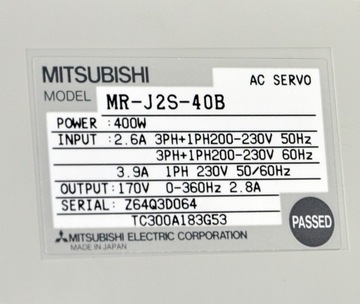 MITSUBISHI
AC SERVO
MODEL MR-J2S-40B
POWER : 400W
INPUT : 2.6A 3PH+1PH200-230V 50Hz
3PH+1PH200-230V 60Hz
3.9A 1PH 230V 50/60Hz
OUTPUT: 170V 0-360Hz 2.8A
SERIAL: Z64Q3D064
TC300A183G53
PASSED
MITSUBISHI ELECTRIC CORPORATION
MADE IN JAPAN